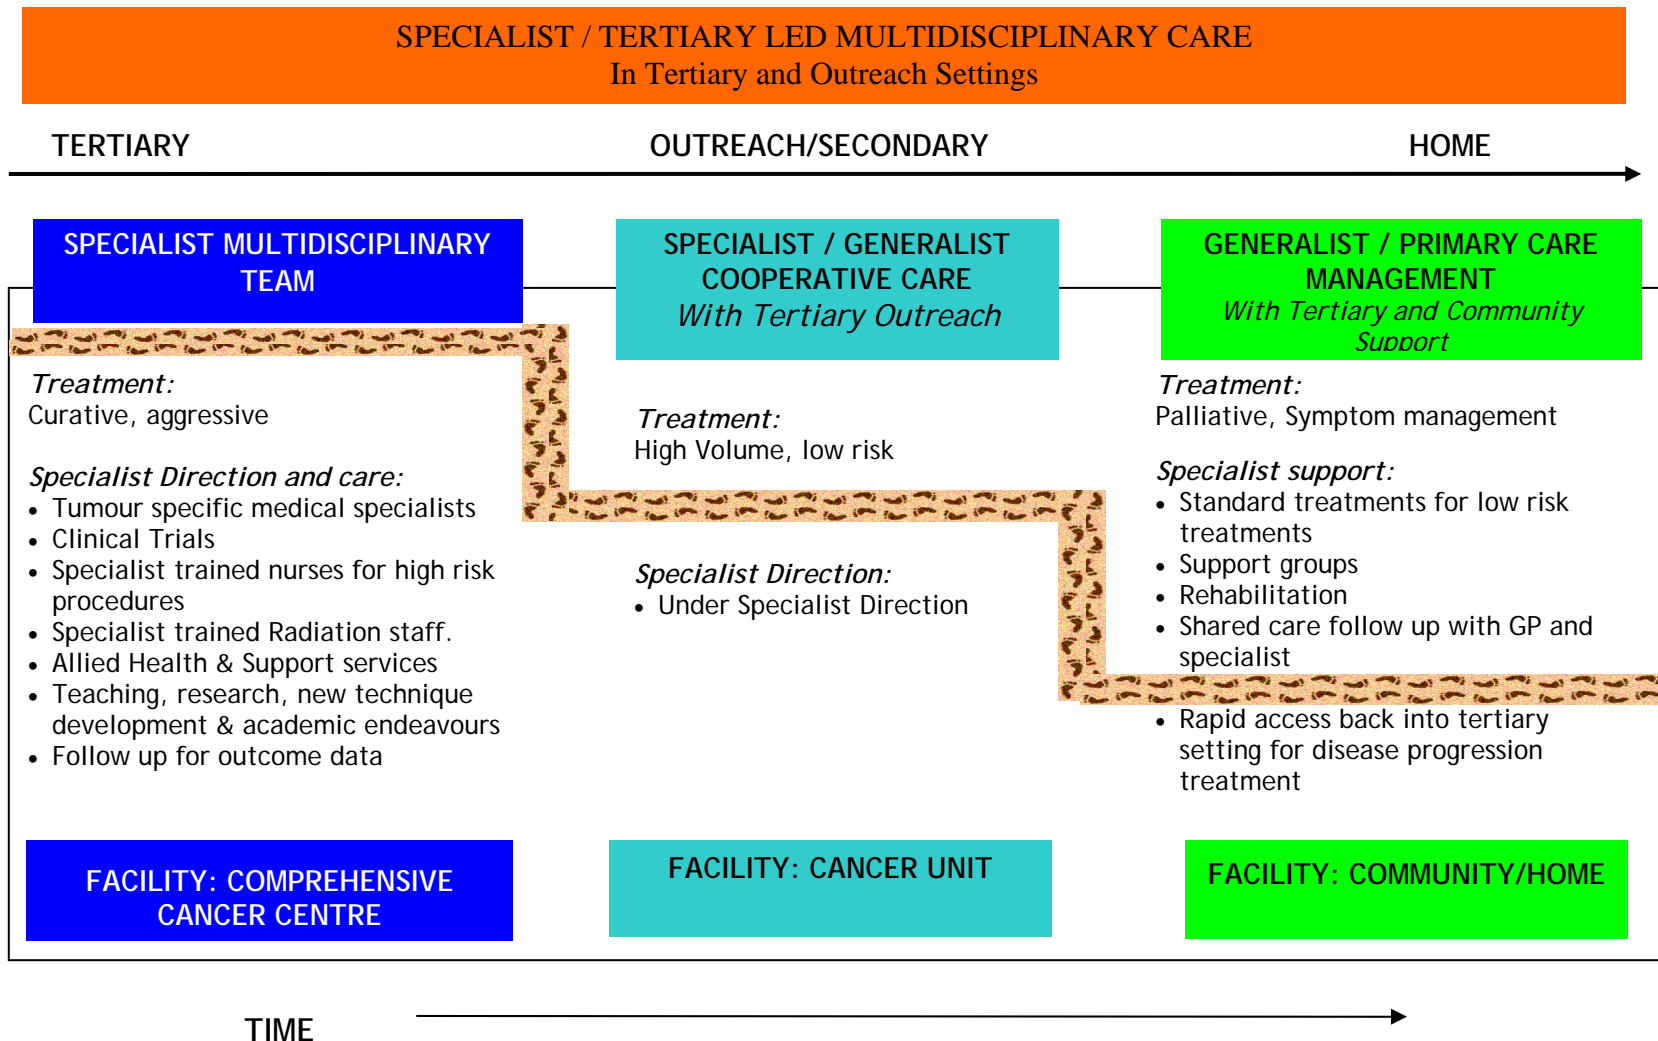 SPECIALIST / TERTIARY LED MULTIDISCIPLINARY CARE
In Tertiary and Outreach Settings
TERTIARY
OUTREACH/SECONDARY
HOME
SPECIALIST MULTIDISCIPLINARY
TEAM
Treatment:
Curative, aggressive
Specialist Direction and care:
• Tumour specific medical specialists
• Clinical Trials
• Specialist trained nurses for high risk
procedures
• Specialist trained Radiation staff.
• Allied Health & Support services
• Teaching, research, new technique
development & academic endeavours
• Follow up for outcome data
FACILITY: COMPREHENSIVE
CANCER CENTRE
SPECIALIST / GENERALIST
COOPERATIVE CARE
With Tertiary Outreach
Treatment:
High Volume, low risk
Specialist Direction:
• Under Specialist Direction
FACILITY: CANCER UNIT
GENERALIST / PRIMARY CARE
MANAGEMENT
With Tertiary and Community
Support
Treatment:
Palliative, Symptom management
Specialist support:
• Standard treatments for low risk
treatments
• Support groups
• Rehabilitation
• Shared care follow up with GP and
specialist
• Rapid access back into tertiary
setting for disease progression
treatment
FACILITY: COMMUNITY/HOME
TIME